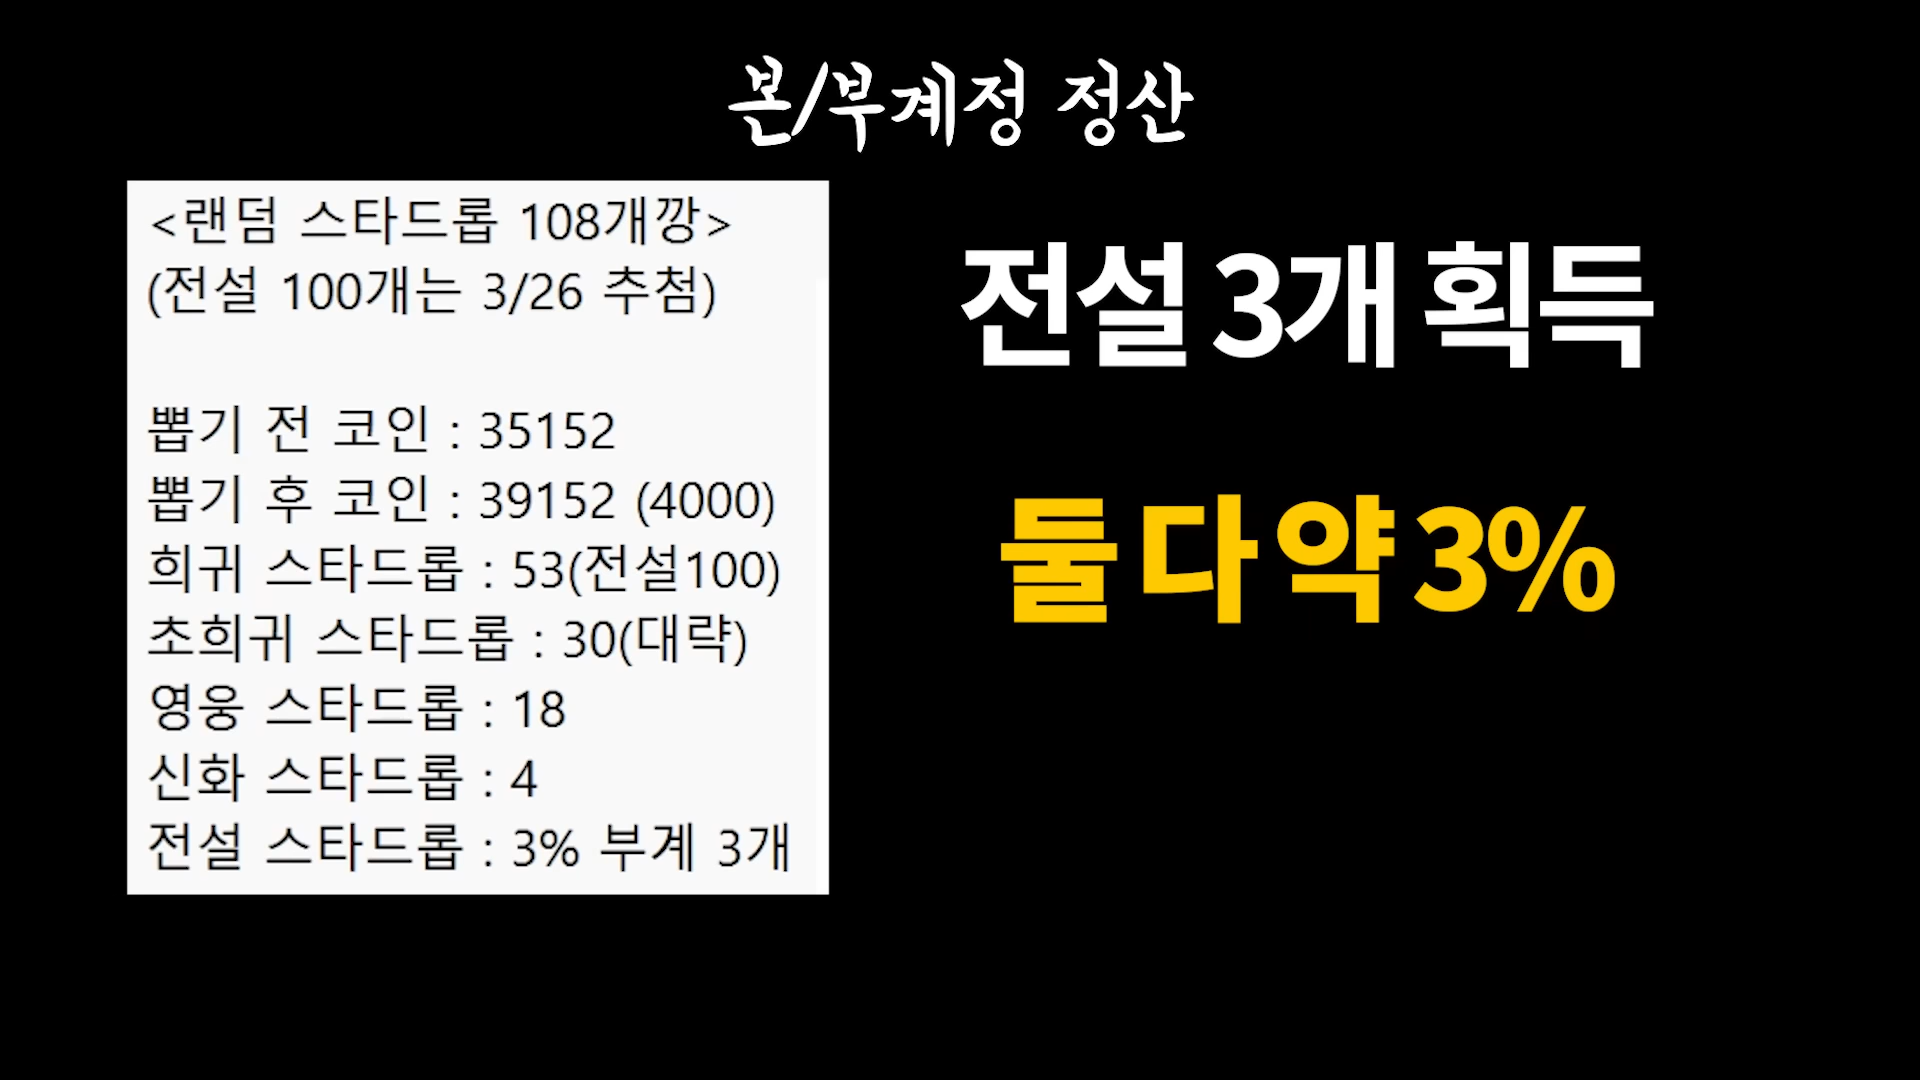 본/부계정 정산
<랜덤 스타드롭 108개깡>
(전설 100개는 3/26 추첨)
뽑기 전 코인 : 35152
뽑기 후 코인 : 39152 (4000)
희귀 스타드롭 : 53(전설100)
초희귀 스타드롭 : 30(대략)
영웅 스타드롭 : 18
신화 스타드롭 : 4
전설 스타드롭 : 3% 부계 3개
전설 3개 획득
둘 다 약 3%